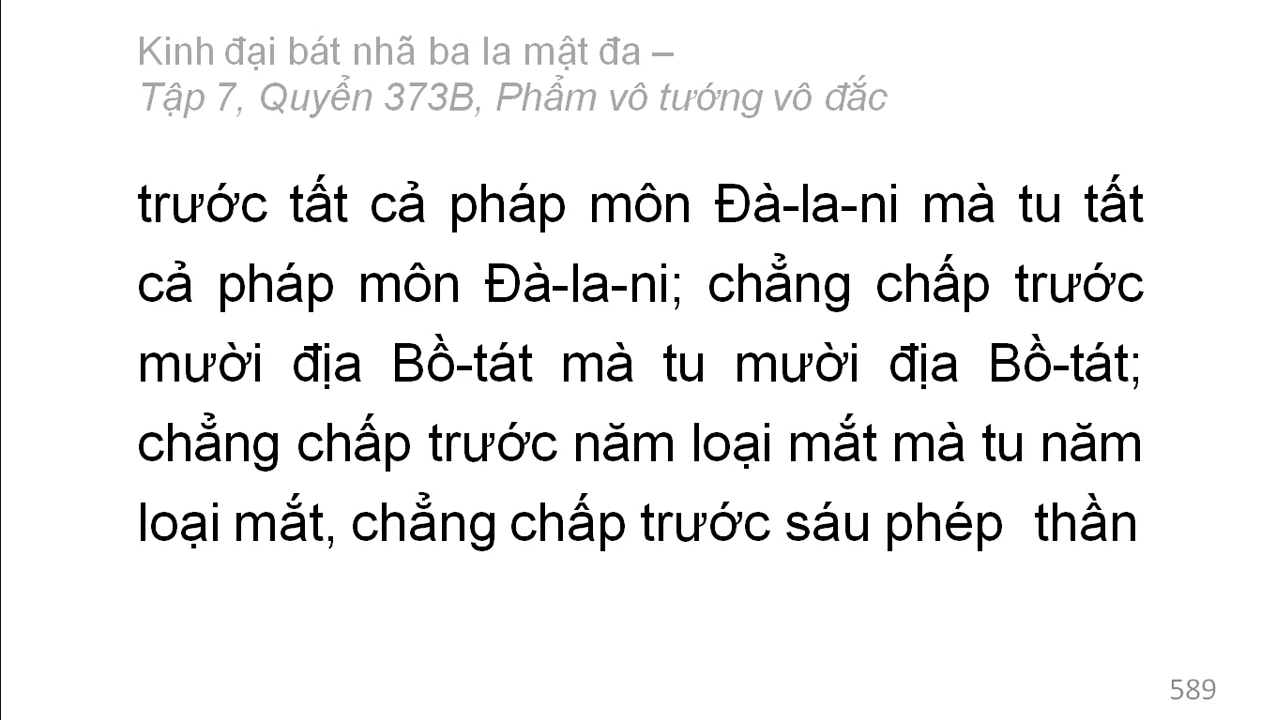 Kinh đại bát nhã ba la mật đa –
Tập 7, Quyển 373B, Phẩm vô tướng vô đắc
trước tất cả pháp môn Đà-la-ni mà tu tất
cả pháp môn Đà-la-ni; chẳng chấp trước
mười địa Bồ-tát mà tu mười địa Bồ-tát;
chẳng chấp trước năm loại mắt mà tu năm
loại mắt, chẳng chấp trước sáu phép thần
589